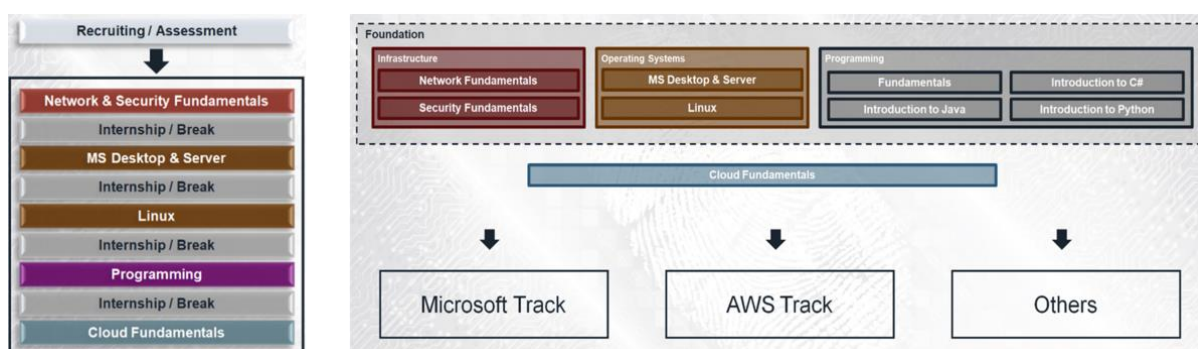 Recruiting / Assessment
Network & Security Fundamentals
Internship / Break
MS Desktop & Server
Internship / Break
Linux
Internship / Break
Programming
Internship / Break
Cloud Fundamentals
Foundation
Infrastructure
Network Fundamentals
Security Fundamentals
Operating Systems
MS Desktop & Server
Linux
Programming
Fundamentals
Introduction to C#
Introduction to Java
Introduction to Python
Cloud Fundamentals
Microsoft Track
AWS Track
Others